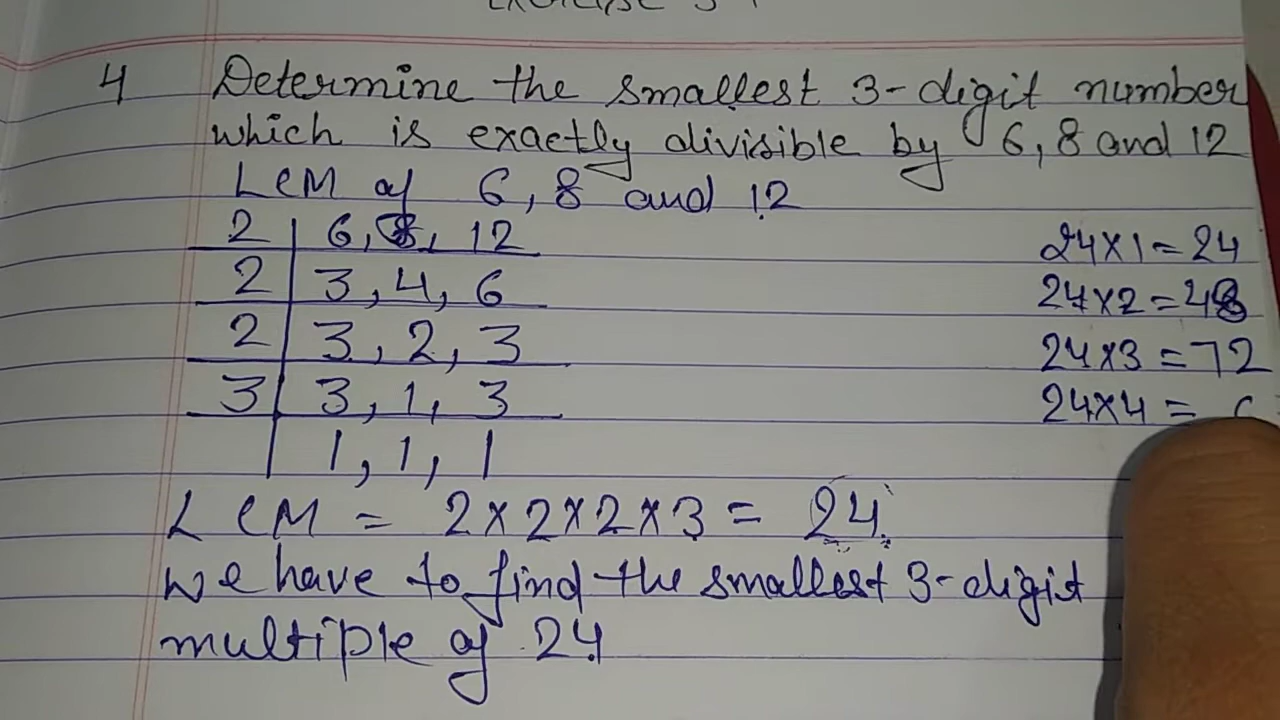 4 Determine the smallest 3-digit number
which is exactly divisible by 6, 8 and 12
LCM of 6, 8 and 12
2 | 6, 8, 12
2 | 3, 4, 6
2 | 3, 2, 3
3 | 3, 1, 3
| 1, 1, 1
LCM = 2×2×2×3 = 24.
we have to find the smallest 3-digit
multiple of 24
24×1=24
24×2=48
24×3=72
24×4=